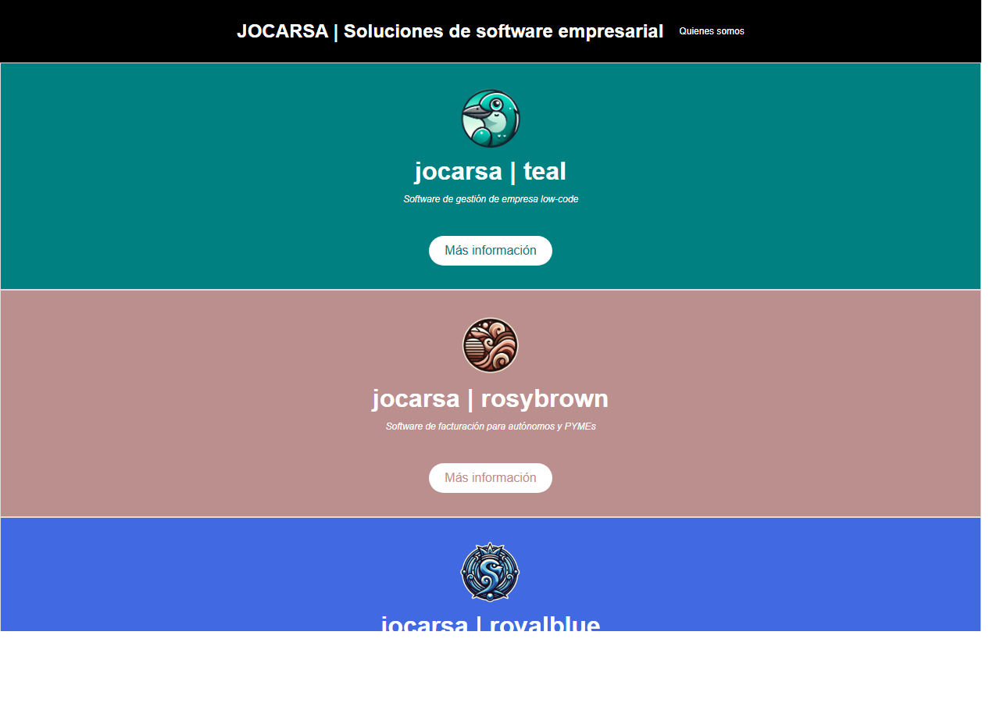 JOCARSA | Soluciones de software empresarial Quienes somos
jocarsa | teal
Software de gestión de empresa low-code
Más información
jocarsa | rosybrown
Software de facturación para autónomos y PYMEs
Más información
jocarsa | royalblue